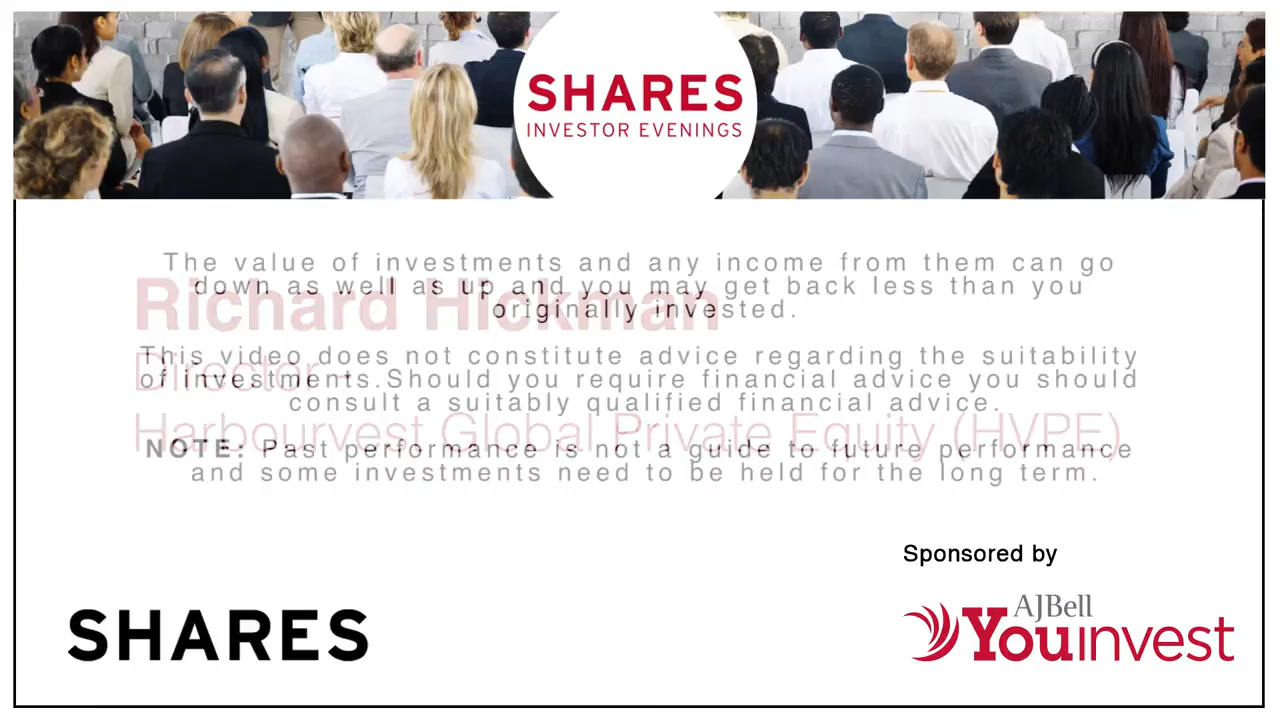 SHARES
INVESTOR EVENINGS
The value of investments and any income from them can go
down as well as up and you may get back less than you
originally invested.
Richard Hickman
This video does not constitute advice regarding the suitability
of investments.Should you require financial advice you should
consult a suitably qualified financial advice.
Director -
Harbourvest Global Private Equity (HVPE)
NOTE: Past performance is not a guide to future performance
and some investments need to be held for the long term.
Sponsored by
SHARES
AJBell
Youinvest